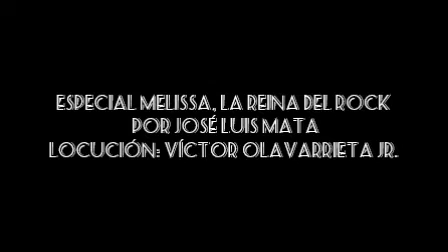 ESPECIAL MELISSA, LA REINA DEL ROCK
POR JOSÉ LUIS MATA
LOCUCIÓN: VÍCTOR OLAVARRIETA JR.